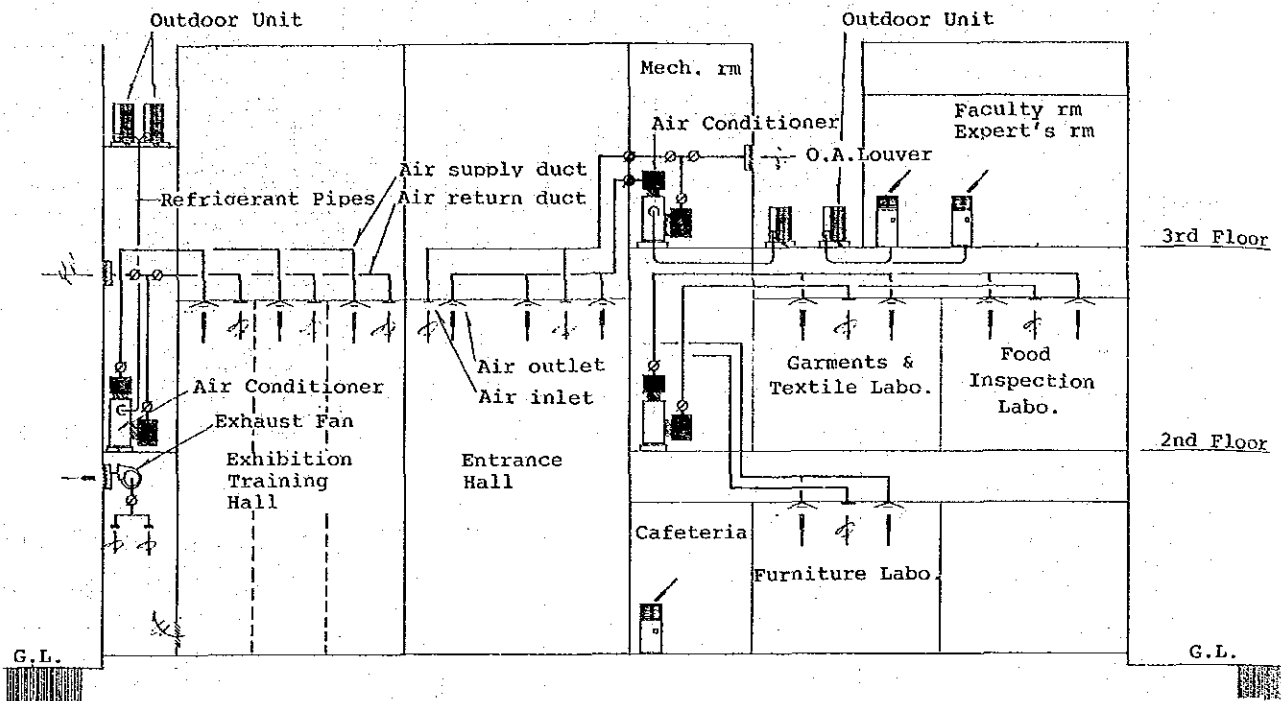 Outdoor Unit
Outdoor Unit
Mech. rm
Faculty rm
Expert's rm
Air Conditioner
O.A.Louver
Air supply duct
Refrigerant Pipes
Air return duct
3rd Floor
Air outlet
Air inlet
Garments &
Textile Labo.
Food
Inspection
Labo.
Air Conditioner
Exhaust Fan
2nd Floor
Exhibition
Training
Hall
Entrance
Hall
Cafeteria
Furniture Labo.
G.L.
G.L.